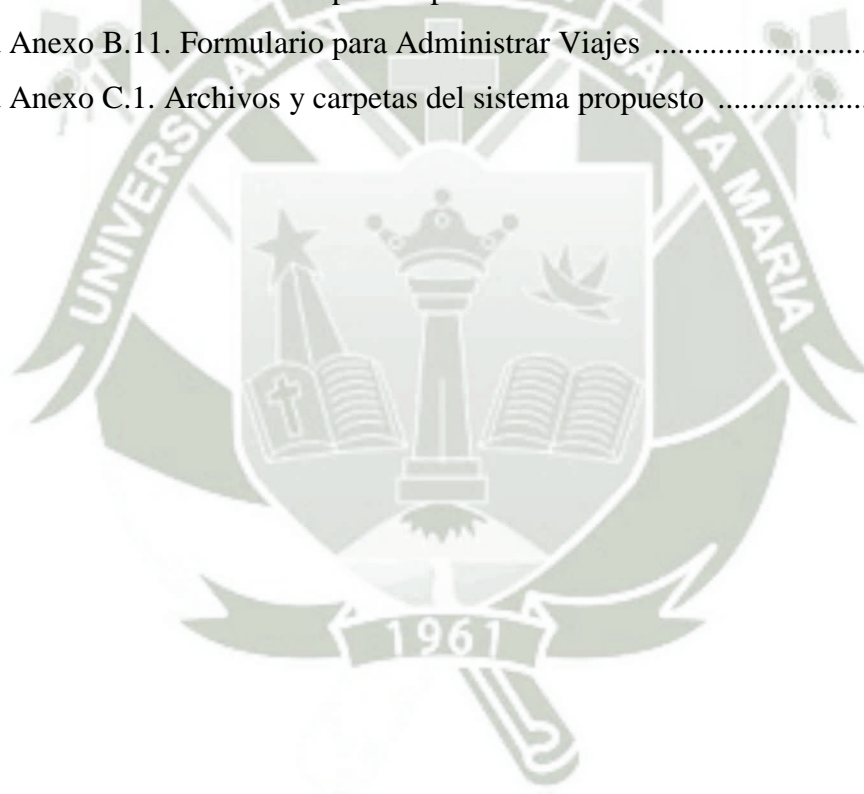 . Anexo B.11. Formulario para Administrar Viajes ..........................
. Anexo C.1. Archivos y carpetas del sistema propuesto ..................
UNIVERSIDAD
SANTA MARIA
1961